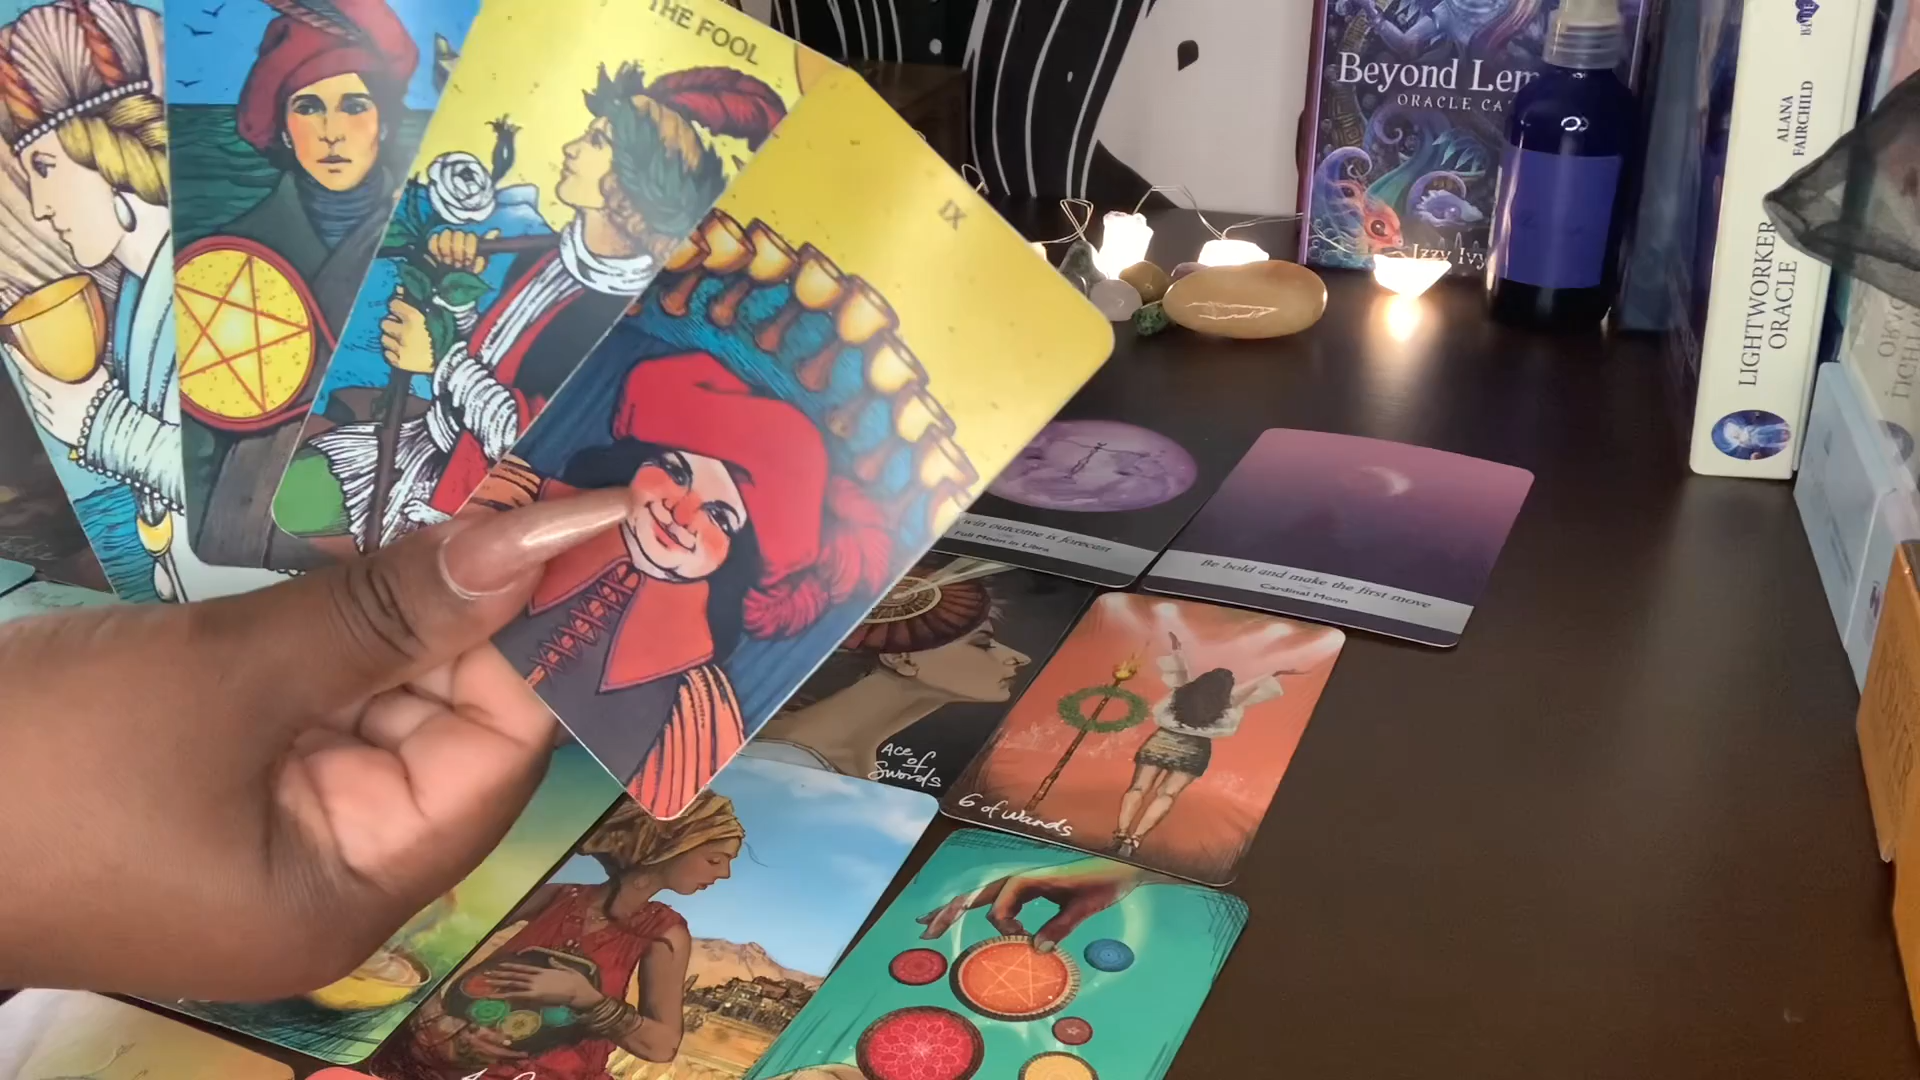 THE FOOL
IX
Beyond Lem
ORACLE CA
Izzy Ivy
ALANA
FAIRCHILD
LIGHTWORKER
ORACLE
win outcome is forecast
Full Moon in Libra
Be bold and make the first move
Cardinal Moon
Ace
of
Swords
6 of Wands